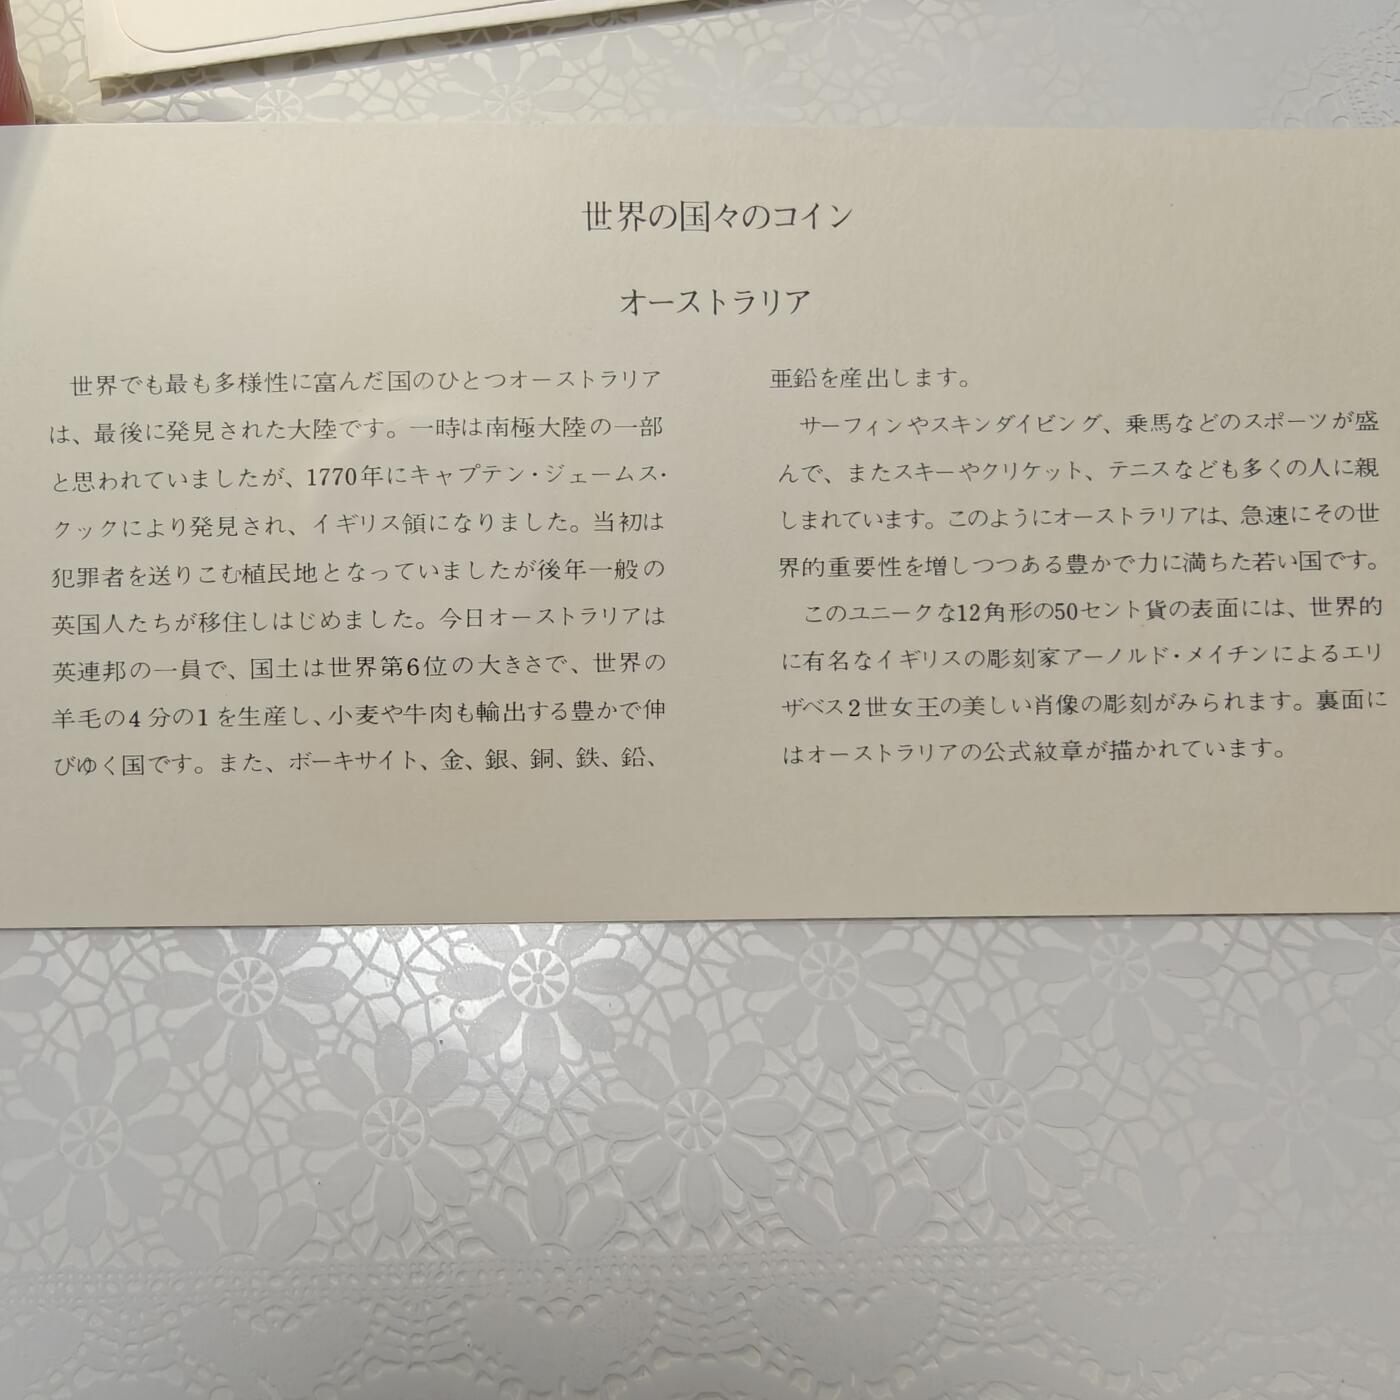 世界の国々のコイン
オーストラリア
世界でも最も多様性に富んだ国のひとつオーストラリア
は、最後に発見された大陸です。一時は南極大陸の一部
と思われていましたが、1770年にキャプテン・ジェームス・
クックにより発見され、イギリス領になりました。当初は
犯罪者を送りこむ植民地となっていましたが後年一般の
英国人たちが移住しはじめました。今日オーストラリアは
英連邦の一員で、国土は世界第6位の大きさで、世界の
羊毛の4分の1を生産し、小麦や牛肉も輸出する豊かで伸
びゆく国です。また、ボーキサイト、金、銀、銅、鉄、鉛、
亜鉛を産出します。
サーフィンやスキンダイビング、乗馬などのスポーツが盛
んで、またスキーやクリケット、テニスなども多くの人に親
しまれています。このようにオーストラリアは、急速にその世
界的重要性を増しつつある豊かで力に満ちた若い国です。
このユニークな12角形の50セント貨の表面には、世界的
に有名なイギリスの彫刻家アーノルド・メイチンによるエリ
ザベス2世女王の美しい肖像の彫刻がみられます。裏面に
はオーストラリアの公式紋章が描かれています。